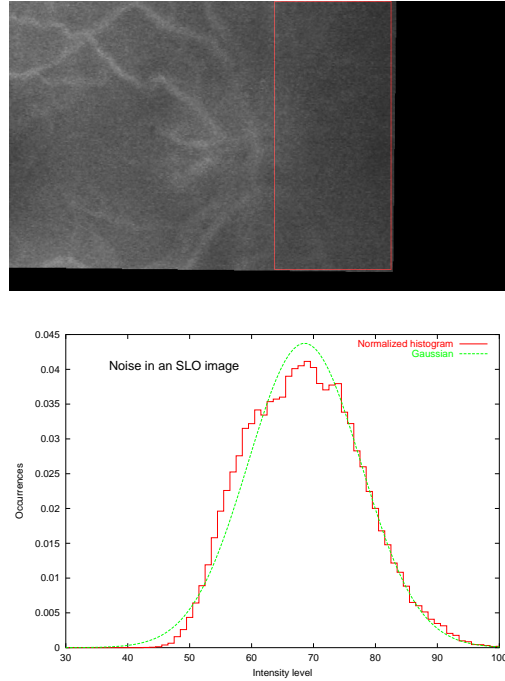 0.045
Normalized histogram
Noise in an SLO image
Gaussian
0.04
0.035
0.03
0.025
Occurrences
0.02
0.015
0.01
0.005
0
30 40 50 60 70 80 90 100
Intensity level